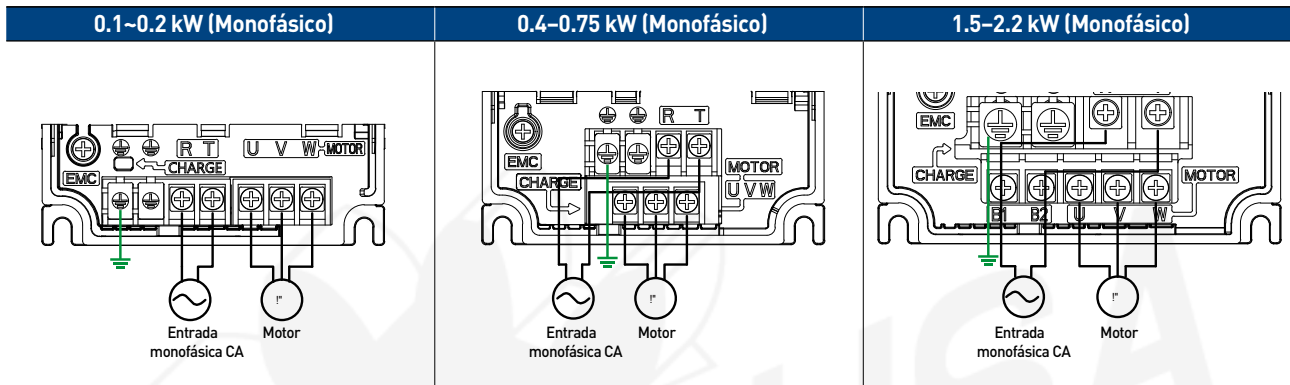 0.1~0.2 kW (Monofásico)
0.4–0.75 kW (Monofásico)
1.5–2.2 kW (Monofásico)
R T
U V W
MOTOR
CHARGE
EMC
!"
Entrada
monofásica CA
Motor
R T
EMC
MOTOR
CHARGE
U V W
!"
Entrada
monofásica CA
Motor
EMC
CHARGE
MOTOR
B1 B2 U V W
!"
Entrada
monofásica CA
Motor